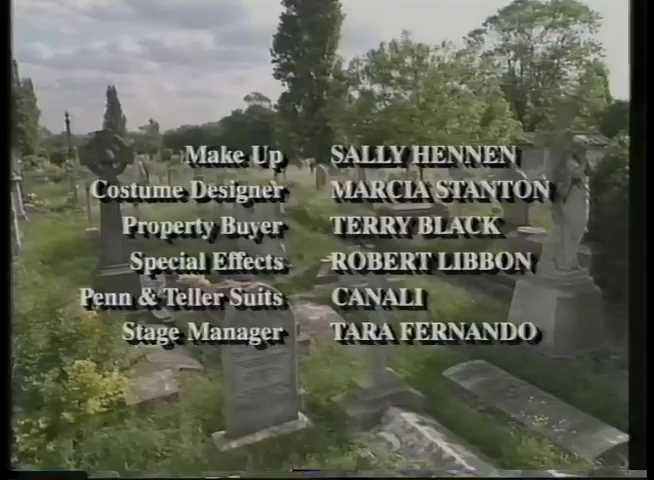 Make Up SALLY HENNEN
Costume Designer MARCIA STANTON
Property Buyer TERRY BLACK
Special Effects ROBERT LIBBON
Penn & Teller Suits CANALI
Stage Manager TARA FERNANDO